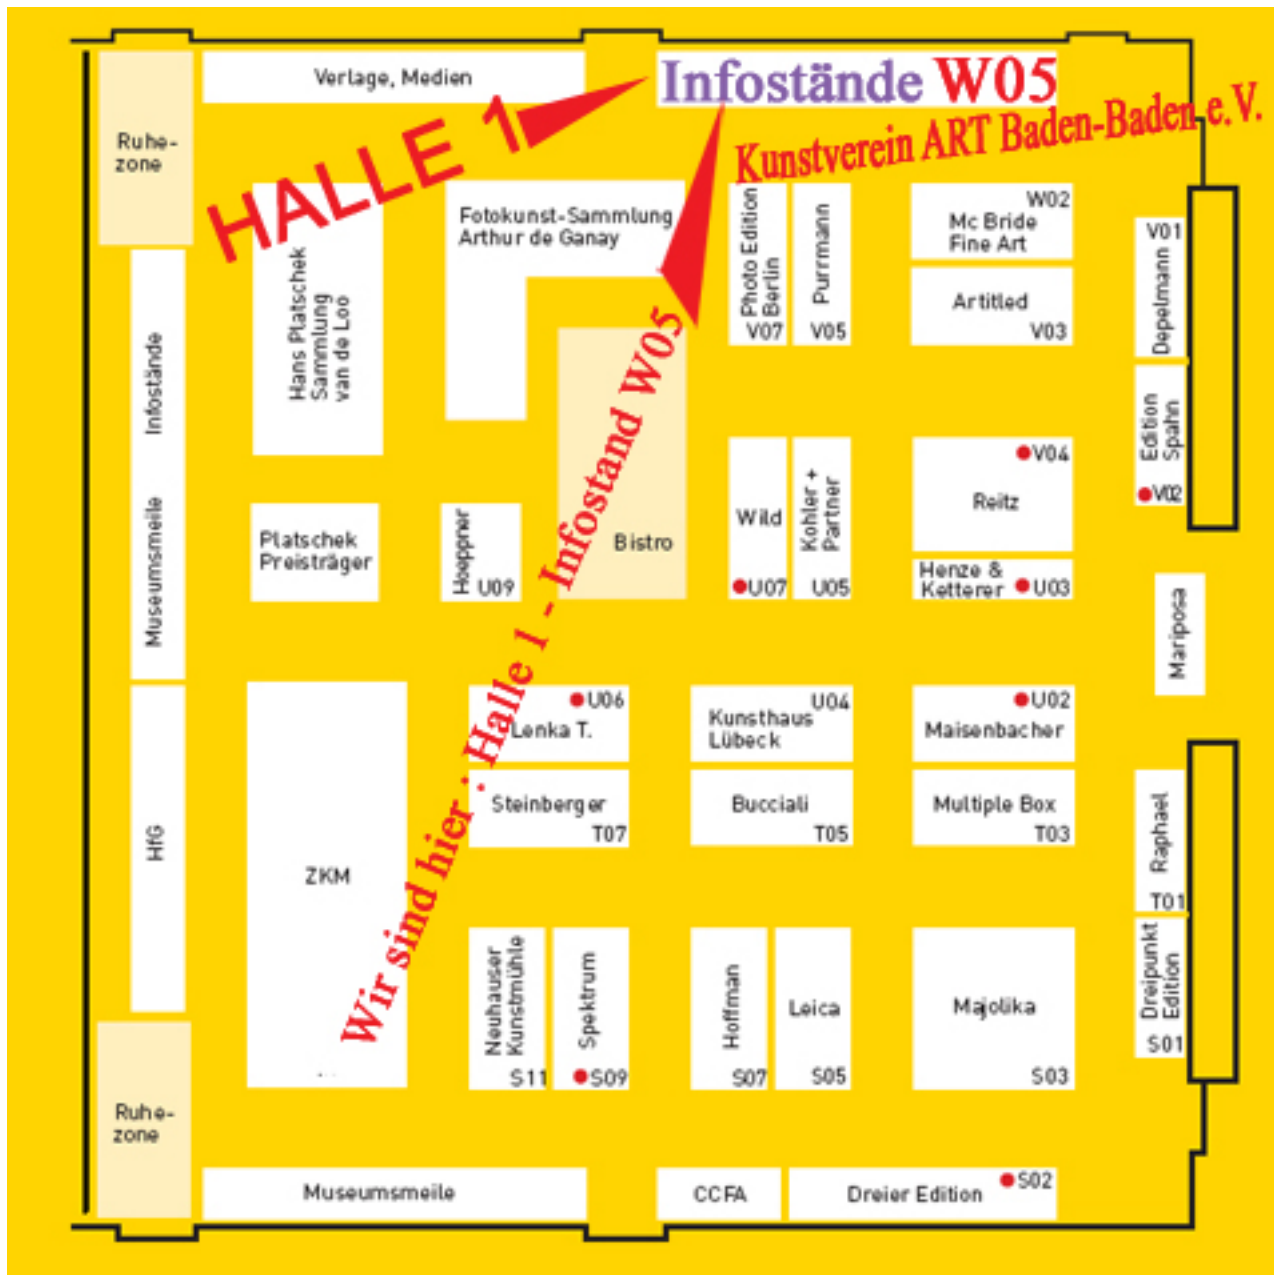 Verlage, Medien
Infostände W05
HALLE 1
Kunstverein ART Baden-Baden e.V.
Ruhe-
zone
Fotokunst-Sammlung
Arthur de Ganay
Hans Platschek
Sammlung
van de Loo
Photo Edition
Berlin
V07
Purrmann
V05
W02
Mc Bride
Fine Art
Artitled
V03
V01
Depelmann
Infostände
Museumsmeile
Edition
Spahn
V02
Wir sind hier : Halle 1 - Infostand W05
Platschek
Preisträger
Hoeppner
U09
Bistro
Wild
U07
Kohler +
Partner
U05
V04
Reitz
Henze &
Ketterer
U03
Mariposa
HfG
ZKM
U06
Lenka T.
Steinberger
T07
U04
Kunsthaus
Lübeck
Bucciali
T05
U02
Maisenbacher
Multiple Box
T03
Raphael
T01
Neuhauser
Kunstmühle
S11
Spektrum
S09
Hoffman
S07
Leica
S05
Majolika
S03
Dreipunkt
Edition
S01
Ruhe-
zone
Museumsmeile
CCFA
Dreier Edition
S02